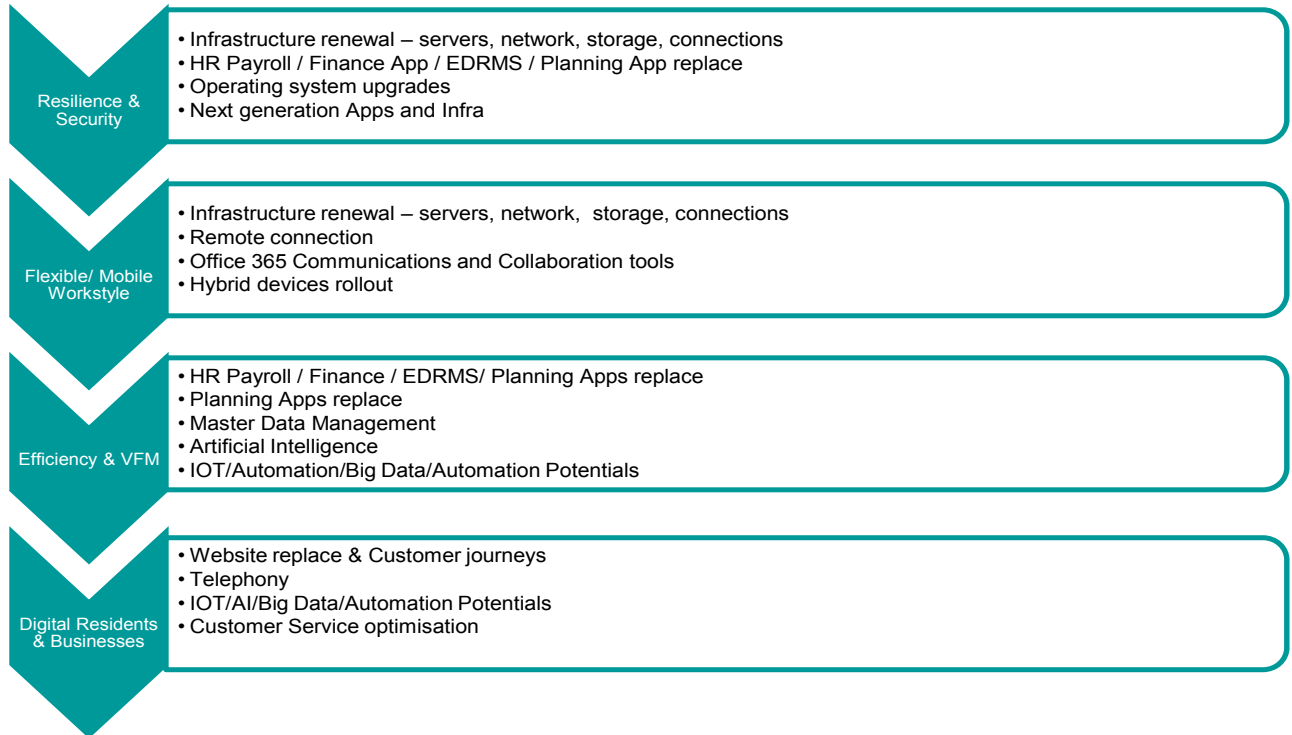 Resilience &
Security
• Infrastructure renewal – servers, network, storage, connections
• HR Payroll / Finance App / EDRMS / Planning App replace
• Operating system upgrades
• Next generation Apps and Infra
Flexible/ Mobile
Workstyle
• Infrastructure renewal – servers, network,  storage, connections
• Remote connection
• Office 365 Communications and Collaboration tools
• Hybrid devices rollout
Efficiency & VFM
• HR Payroll / Finance / EDRMS/ Planning Apps replace
• Planning Apps replace
• Master Data Management
• Artificial Intelligence
• IOT/Automation/Big Data/Automation Potentials
Digital Residents
& Businesses
• Website replace & Customer journeys
• Telephony
• IOT/AI/Big Data/Automation Potentials
• Customer Service optimisation